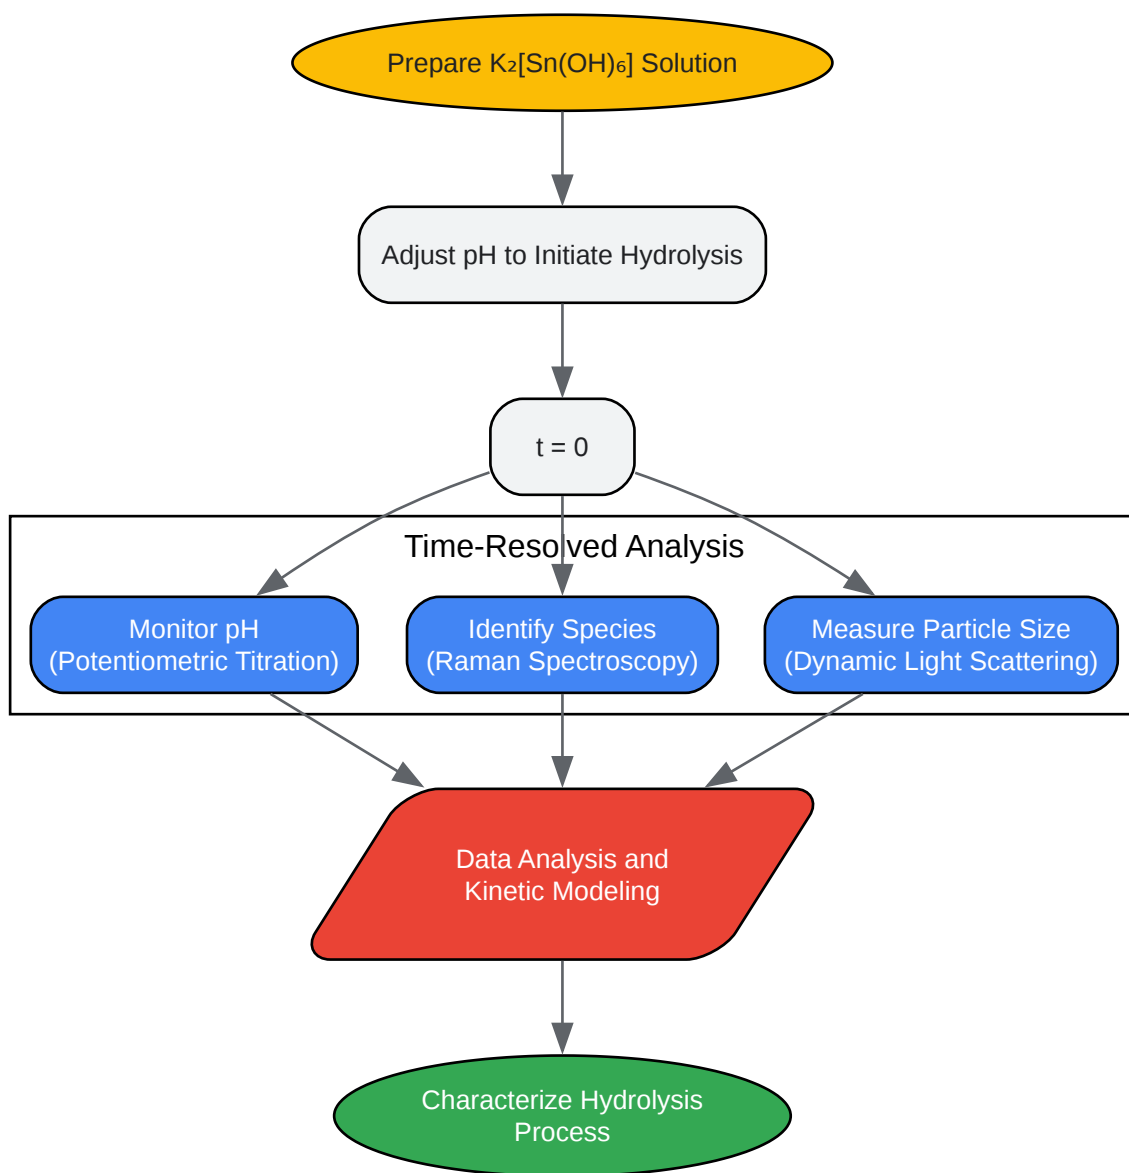 Prepare K₂[Sn(OH)₆] Solution
Adjust pH to Initiate Hydrolysis
t = 0
Time-Resolved Analysis
Monitor pH
(Potentiometric Titration)
Identify Species
(Raman Spectroscopy)
Measure Particle Size
(Dynamic Light Scattering)
Data Analysis and
Kinetic Modeling
Characterize Hydrolysis
Process